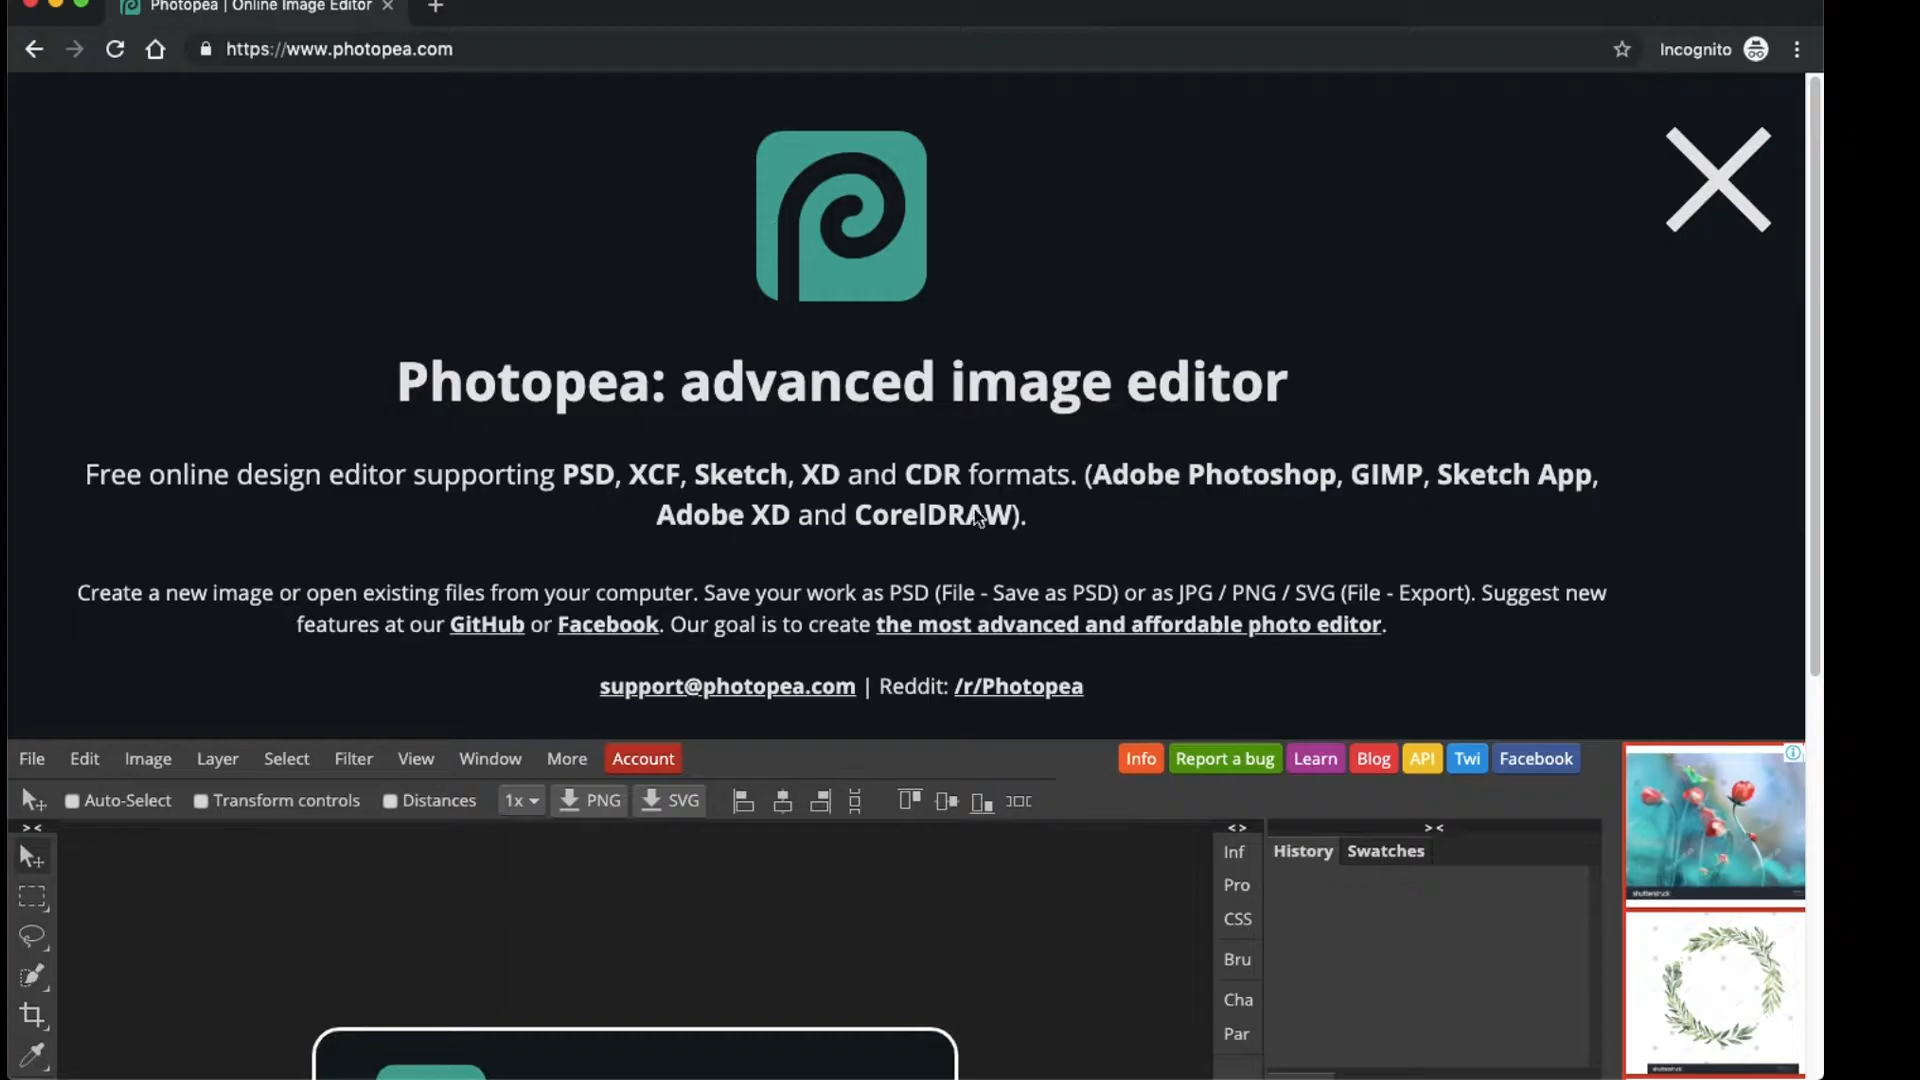 Photopea | Online Image Editor
https://www.photopea.com
Incognito
Photopea: advanced image editor
Free online design editor supporting PSD, XCF, Sketch, XD and CDR formats. (Adobe Photoshop, GIMP, Sketch App,
Adobe XD and CorelDRAW).
Create a new image or open existing files from your computer. Save your work as PSD (File - Save as PSD) or as JPG / PNG / SVG (File - Export). Suggest new
features at our GitHub or Facebook. Our goal is to create the most advanced and affordable photo editor.
support@photopea.com | Reddit: /r/Photopea
File Edit Image Layer Select Filter View Window More Account Info Report a bug Learn Blog API Twi Facebook
Auto-Select Transform controls Distances 1x PNG SVG
> < < > > <
Inf History Swatches
Pro
CSS
Bru
Cha
Par
shutterstock